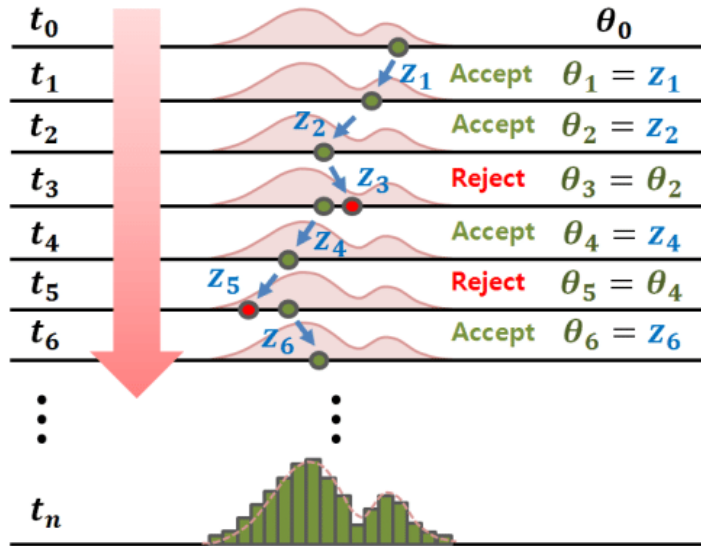 t₀ θ₀
t₁ z₁ Accept θ₁ = z₁
t₂ z₂ Accept θ₂ = z₂
t₃ z₃ Reject θ₃ = θ₂
t₄ z₄ Accept θ₄ = z₄
t₅ z₅ Reject θ₅ = θ₄
t₆ z₆ Accept θ₆ = z₆
tₙ